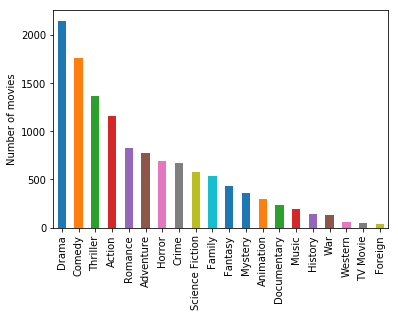 Number of movies
2000
1500
1000
500
0
Drama
Comedy
Thriller
Action
Romance
Adventure
Horror
Crime
Science Fiction
Family
Fantasy
Mystery
Animation
Documentary
Music
History
War
Western
TV Movie
Foreign